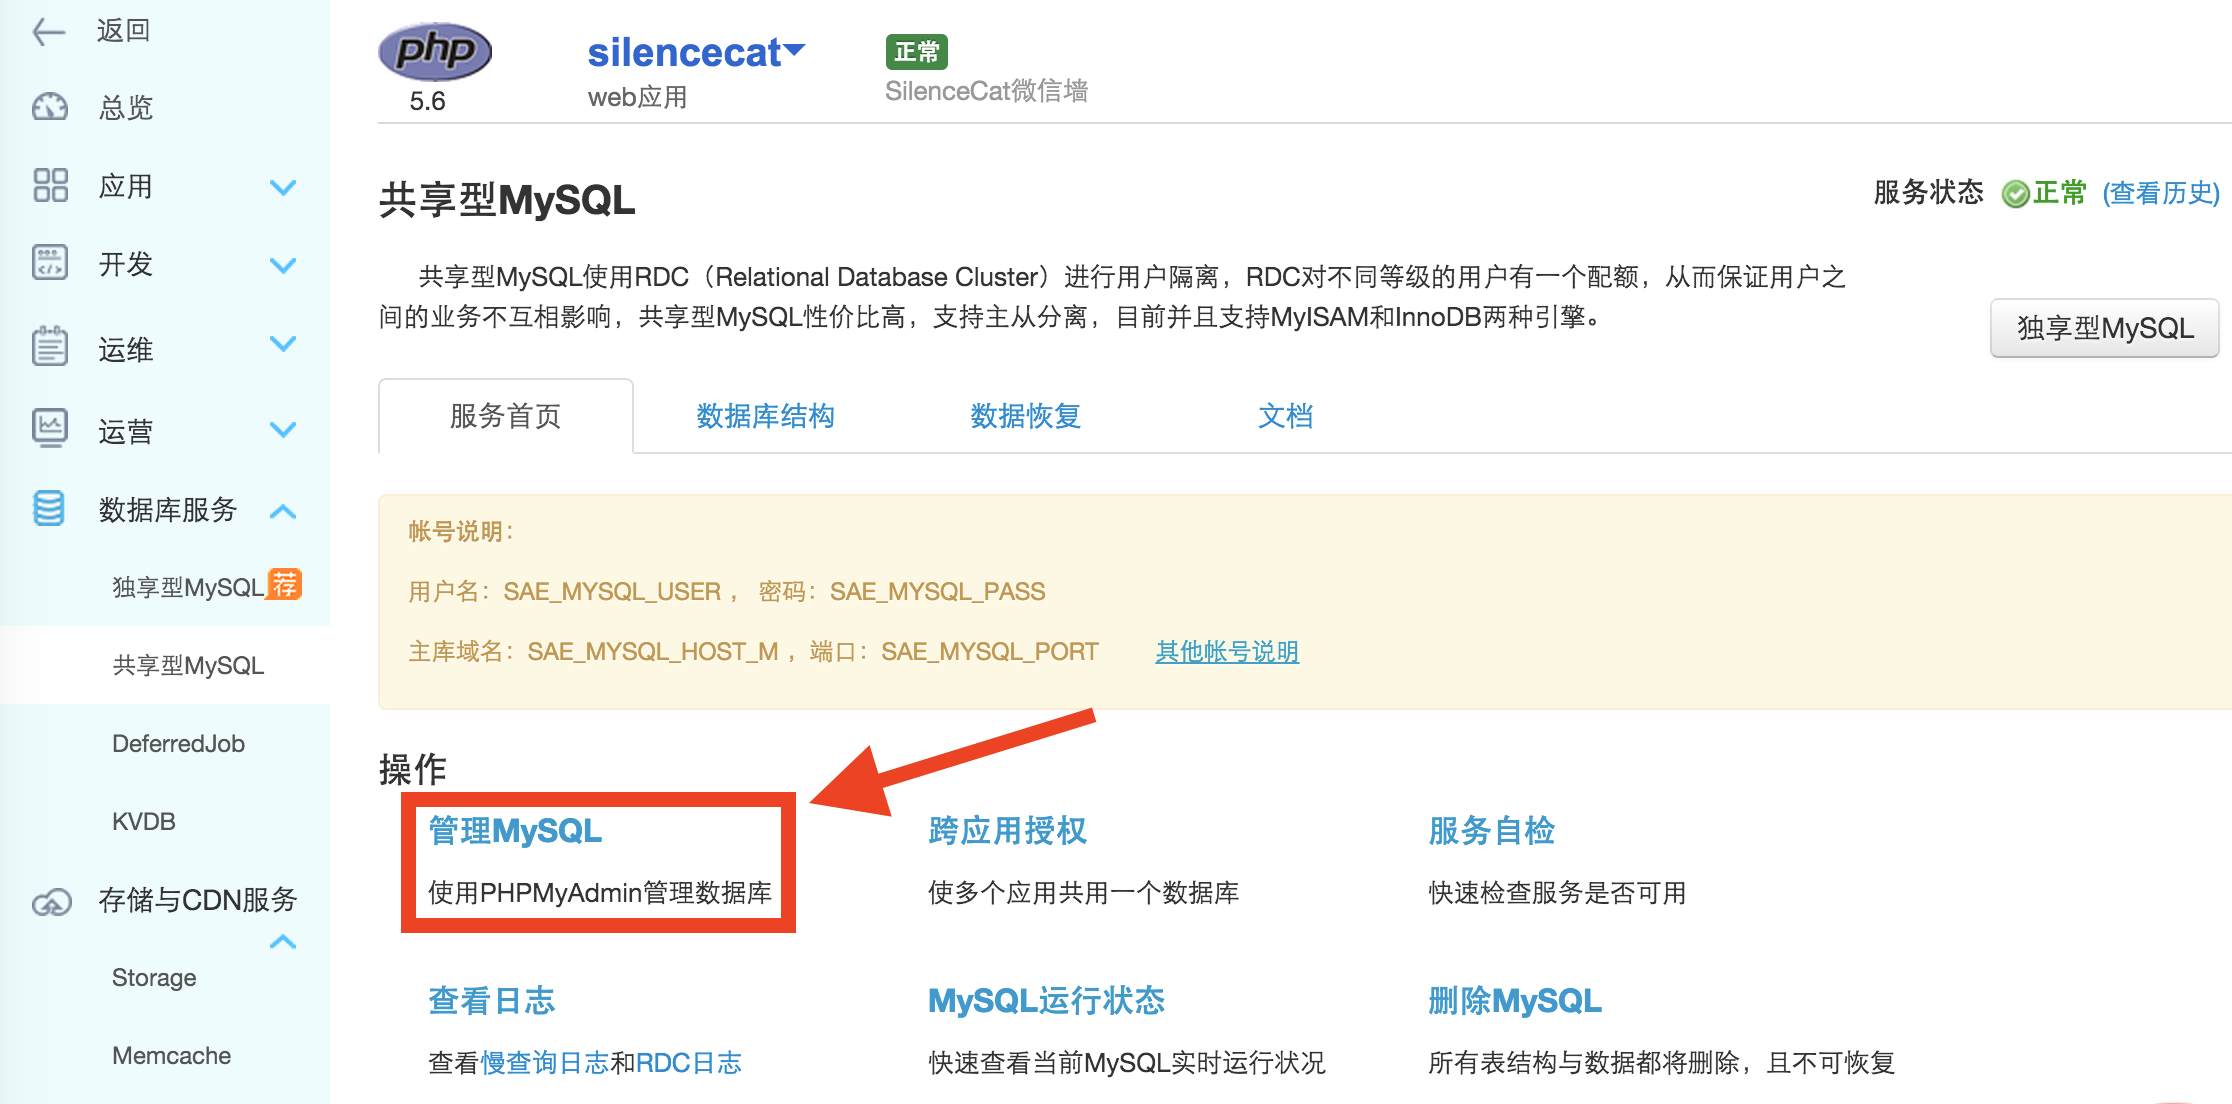 返回
总览
应用
开发
运维
运营
数据库服务
独享型MySQL 荐
共享型MySQL
DeferredJob
KVDB
存储与CDN服务
Storage
Memcache
php
5.6
silencecat
web应用
正常
SilenceCat微信墙
共享型MySQL
服务状态 正常 (查看历史)
共享型MySQL使用RDC（Relational Database Cluster）进行用户隔离，RDC对不同等级的用户有一个配额，从而保证用户之
间的业务不互相影响，共享型MySQL性价比高，支持主从分离，目前并且支持MyISAM和InnoDB两种引擎。
独享型MySQL
服务首页 数据库结构 数据恢复 文档
帐号说明：
用户名：SAE_MYSQL_USER ， 密码：SAE_MYSQL_PASS
主库域名：SAE_MYSQL_HOST_M ，端口：SAE_MYSQL_PORT 其他帐号说明
操作
管理MySQL
使用PHPMyAdmin管理数据库
跨应用授权
使多个应用共用一个数据库
服务自检
快速检查服务是否可用
查看日志
查看慢查询日志和RDC日志
MySQL运行状态
快速查看当前MySQL实时运行状况
删除MySQL
所有表结构与数据都将删除，且不可恢复